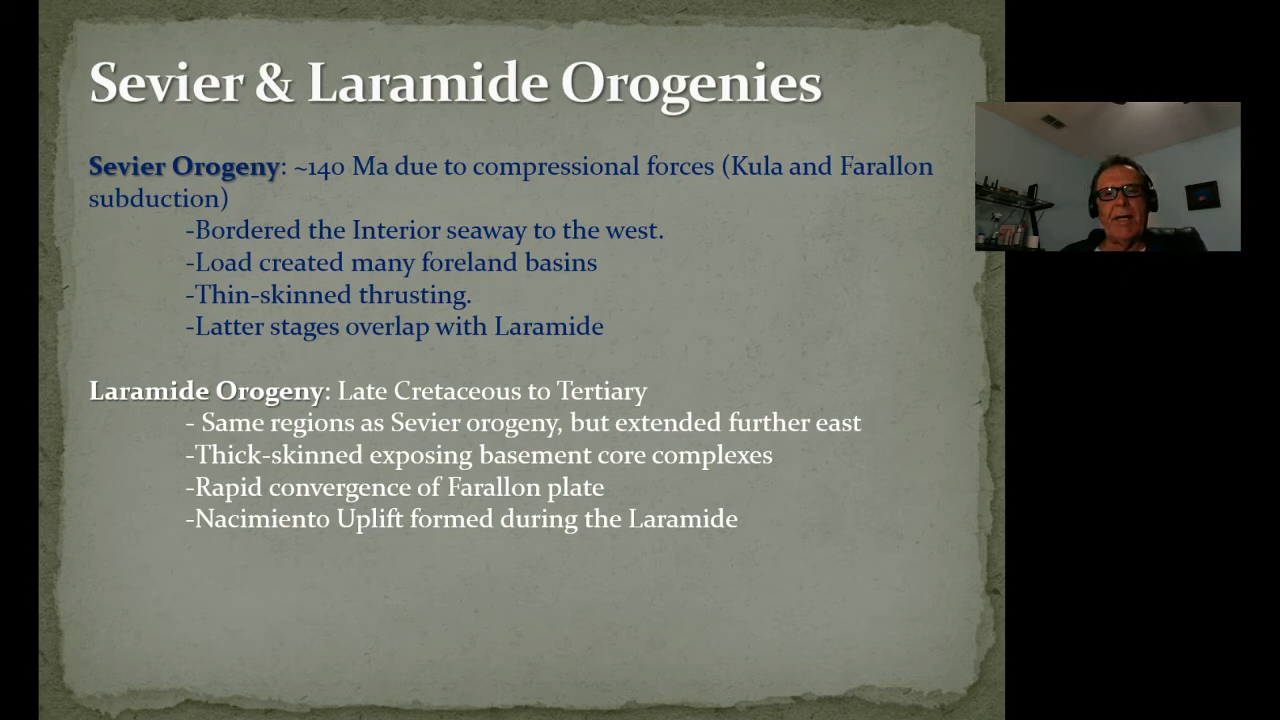 Sevier & Laramide Orogenies
Sevier Orogeny: ~140 Ma due to compressional forces (Kula and Farallon
subduction)
-Bordered the Interior seaway to the west.
-Load created many foreland basins
-Thin-skinned thrusting.
-Latter stages overlap with Laramide
Laramide Orogeny: Late Cretaceous to Tertiary
- Same regions as Sevier orogeny, but extended further east
-Thick-skinned exposing basement core complexes
-Rapid convergence of Farallon plate
-Nacimiento Uplift formed during the Laramide